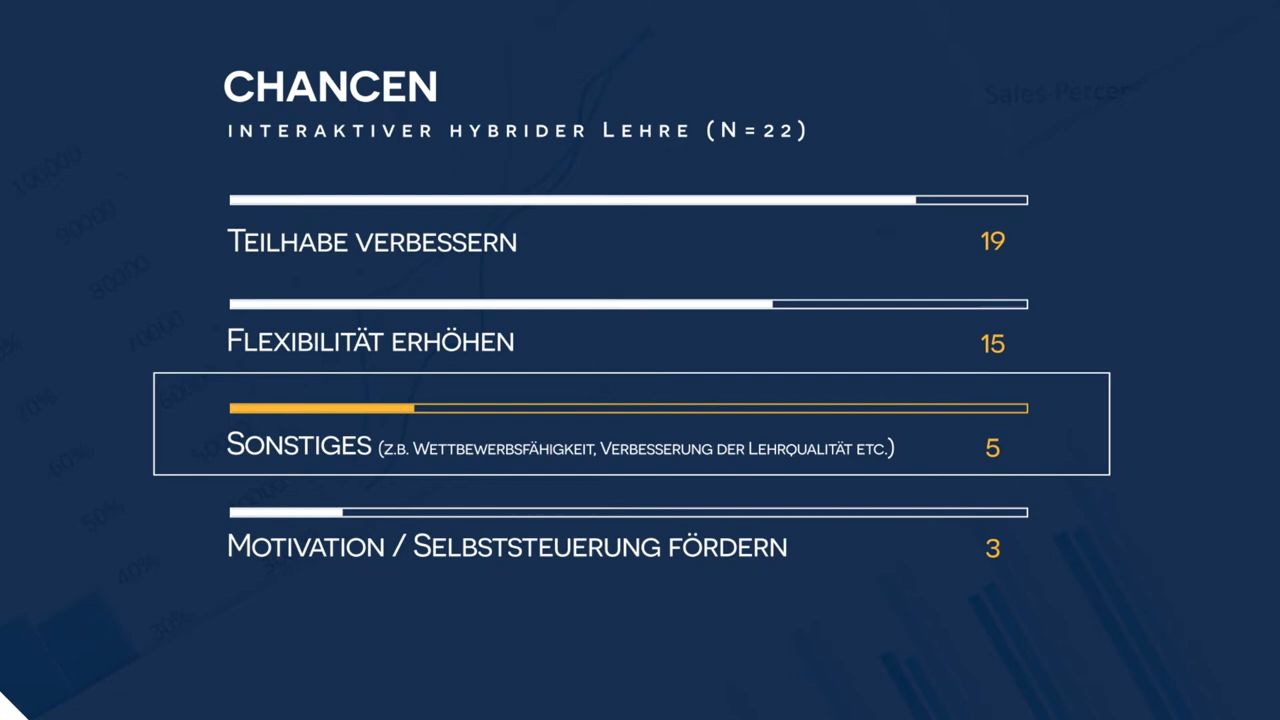 CHANCEN
INTERAKTIVER HYBRIDER LEHRE (N=22)
TEILHABE VERBESSERN 19
FLEXIBILITÄT ERHÖHEN 15
SONSTIGES (Z.B. WETTBEWERBSFÄHIGKEIT, VERBESSERUNG DER LEHRQUALITÄT ETC.) 5
MOTIVATION / SELBSTSTEUERUNG FÖRDERN 3